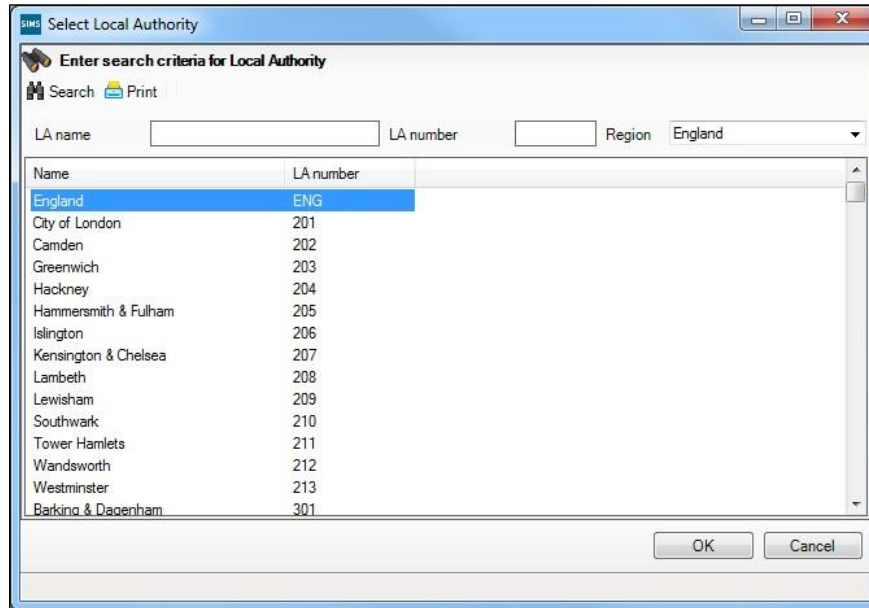 SIMS Select Local Authority
Enter search criteria for Local Authority
Search Print
LA name LA number Region England
Name LA number
England ENG
City of London 201
Camden 202
Greenwich 203
Hackney 204
Hammersmith & Fulham 205
Islington 206
Kensington & Chelsea 207
Lambeth 208
Lewisham 209
Southwark 210
Tower Hamlets 211
Wandsworth 212
Westminster 213
Barking & Dagenham 301
OK Cancel